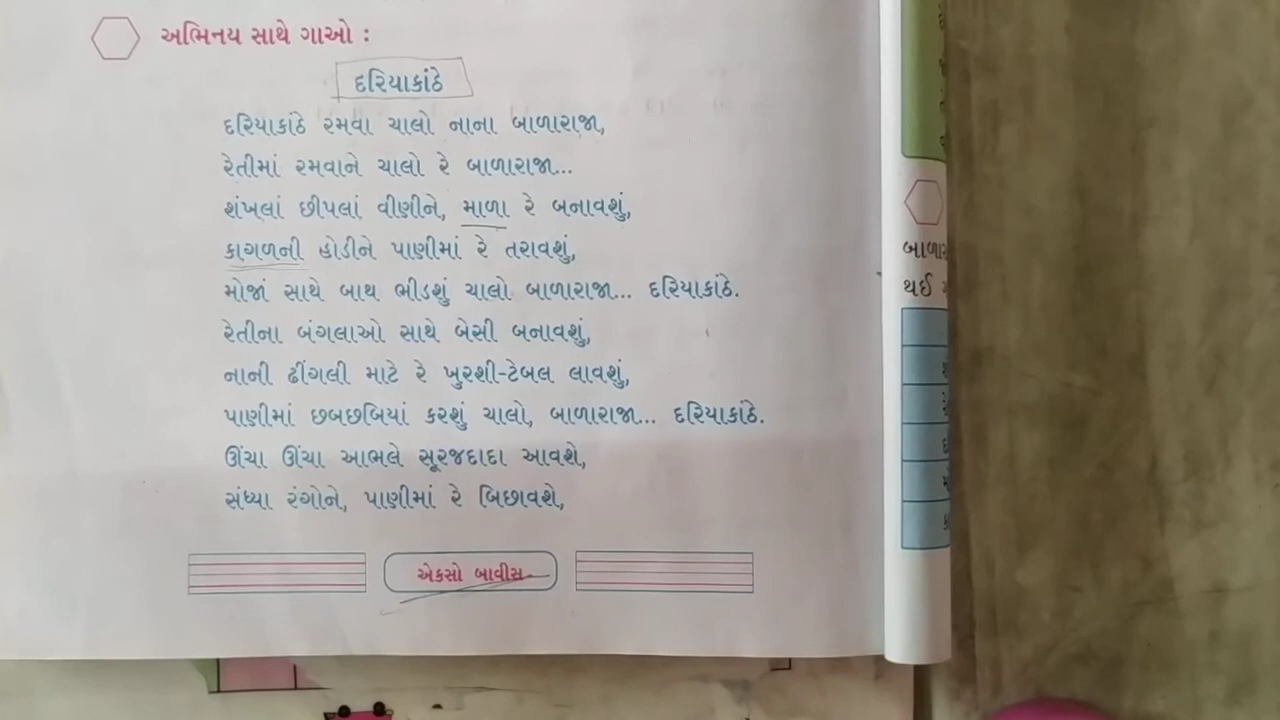 અભિનય સાથે ગાઓ :
દરિયાકાંઠે
દરિયાકાંઠે રમવા ચાલો નાના બાળારાજા,
રેતીમાં રમવાને ચાલો રે બાળારાજા...
શંખલાં છીપલાં વીણીને, માળા રે બનાવશું,
કાગળની હોડીને પાણીમાં રે તરાવશું,
મોજાં સાથે બાથ ભીડશું ચાલો બાળારાજા... દરિયાકાંઠે.
રેતીના બંગલાઓ સાથે બેસી બનાવશું,
નાની ઢીંગલી માટે રે ખુરશી-ટેબલ લાવશું,
પાણીમાં છબછબિયાં કરશું ચાલો, બાળારાજા... દરિયાકાંઠે.
ઊંચા ઊંચા આભલે સૂરજદાદા આવશે,
સંધ્યા રંગોને, પાણીમાં રે બિછાવશે,
એકસો બાવીસ
થઈ